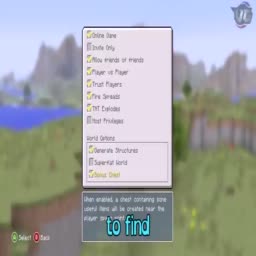 Online Game
Invite Only
Allow friends of friends
Player vs Player
Trust Players
Fire Spreads
TNT Explodes
Host Privileges
World Options:
Generate Structures
Superflat World
Bonus Chest
When enabled, a chest containing some
useful items will be created near the
player
to find
Select
Back